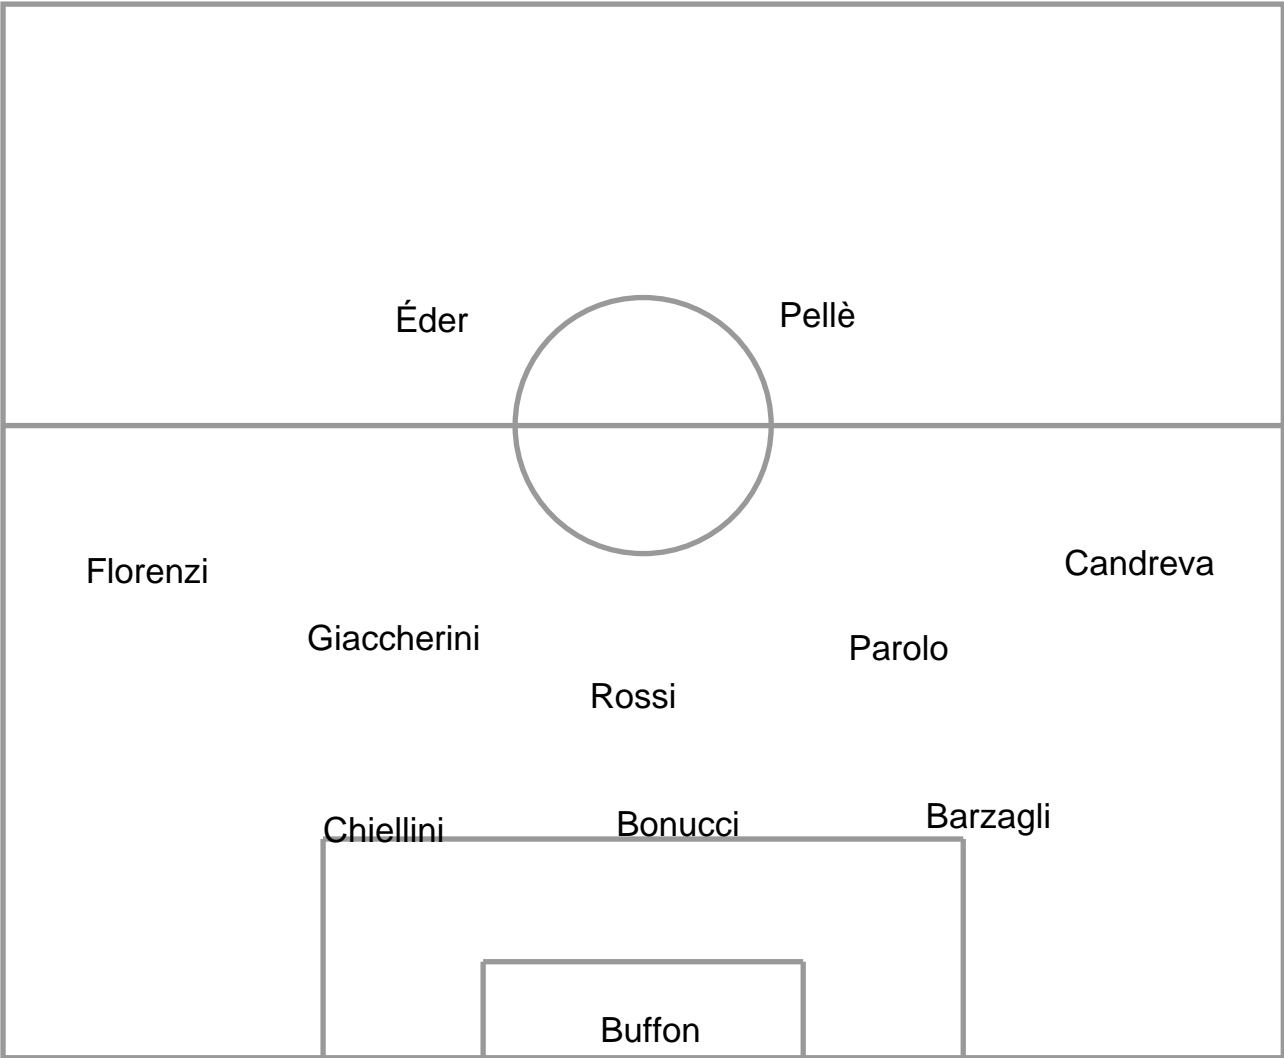 Éder
Pellè
Florenzi
Candreva
Giaccherini
Parolo
Rossi
Chiellini
Bonucci
Barzagli
Buffon